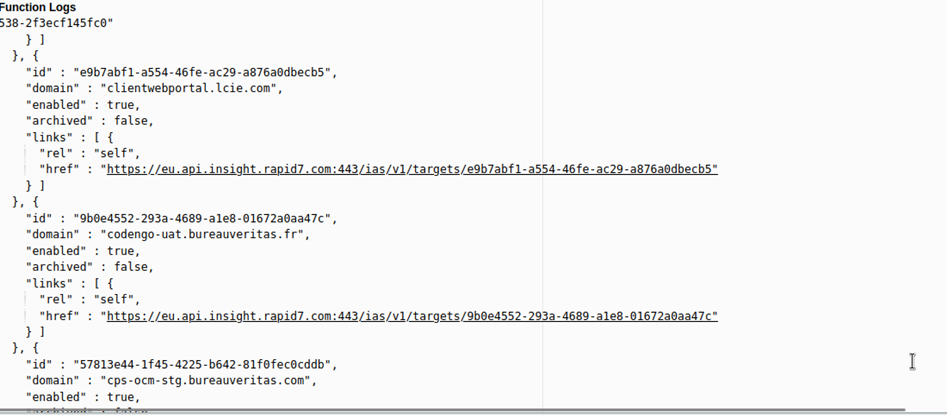 Function Logs
538-2f3ecf145fc0"
} ]
}, {
"id" : "e9b7abf1-a554-46fe-ac29-a876a0dbecb5",
"domain" : "clientwebportal.lcie.com",
"enabled" : true,
"archived" : false,
"links" : [ {
"rel" : "self",
"href" : "https://eu.api.insight.rapid7.com:443/ias/v1/targets/e9b7abf1-a554-46fe-ac29-a876a0dbecb5"
} ]
}, {
"id" : "9b0e4552-293a-4689-a1e8-01672a0aa47c",
"domain" : "codengo-uat.bureauveritas.fr",
"enabled" : true,
"archived" : false,
"links" : [ {
"rel" : "self",
"href" : "https://eu.api.insight.rapid7.com:443/ias/v1/targets/9b0e4552-293a-4689-a1e8-01672a0aa47c"
} ]
}, {
"id" : "57813e44-1f45-4225-b642-81f0fec0cddb",
"domain" : "cps-ocm-stg.bureauveritas.com",
"enabled" : true,